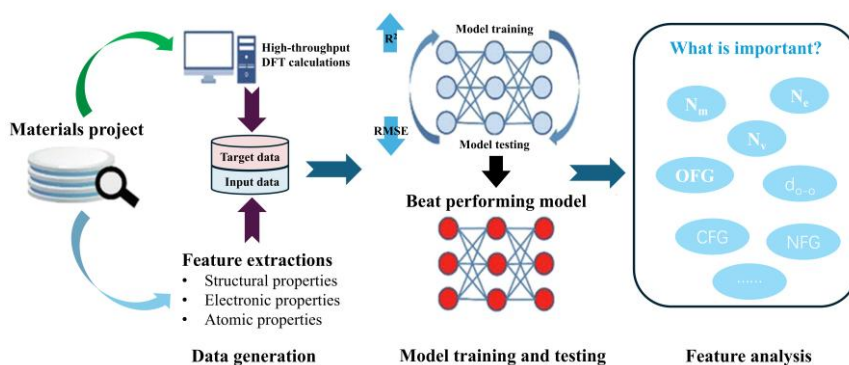 Materials project
High-throughput
DFT calculations
Target data
Input data
Feature extractions
• Structural properties
• Electronic properties
• Atomic properties
Data generation
R²
RMSE
Model training
Model testing
Beat performing model
Model training and testing
What is important?
Nₘ
Nₑ
Nᵥ
OFG
dₒ₋ₒ
CFG
NFG
......
Feature analysis